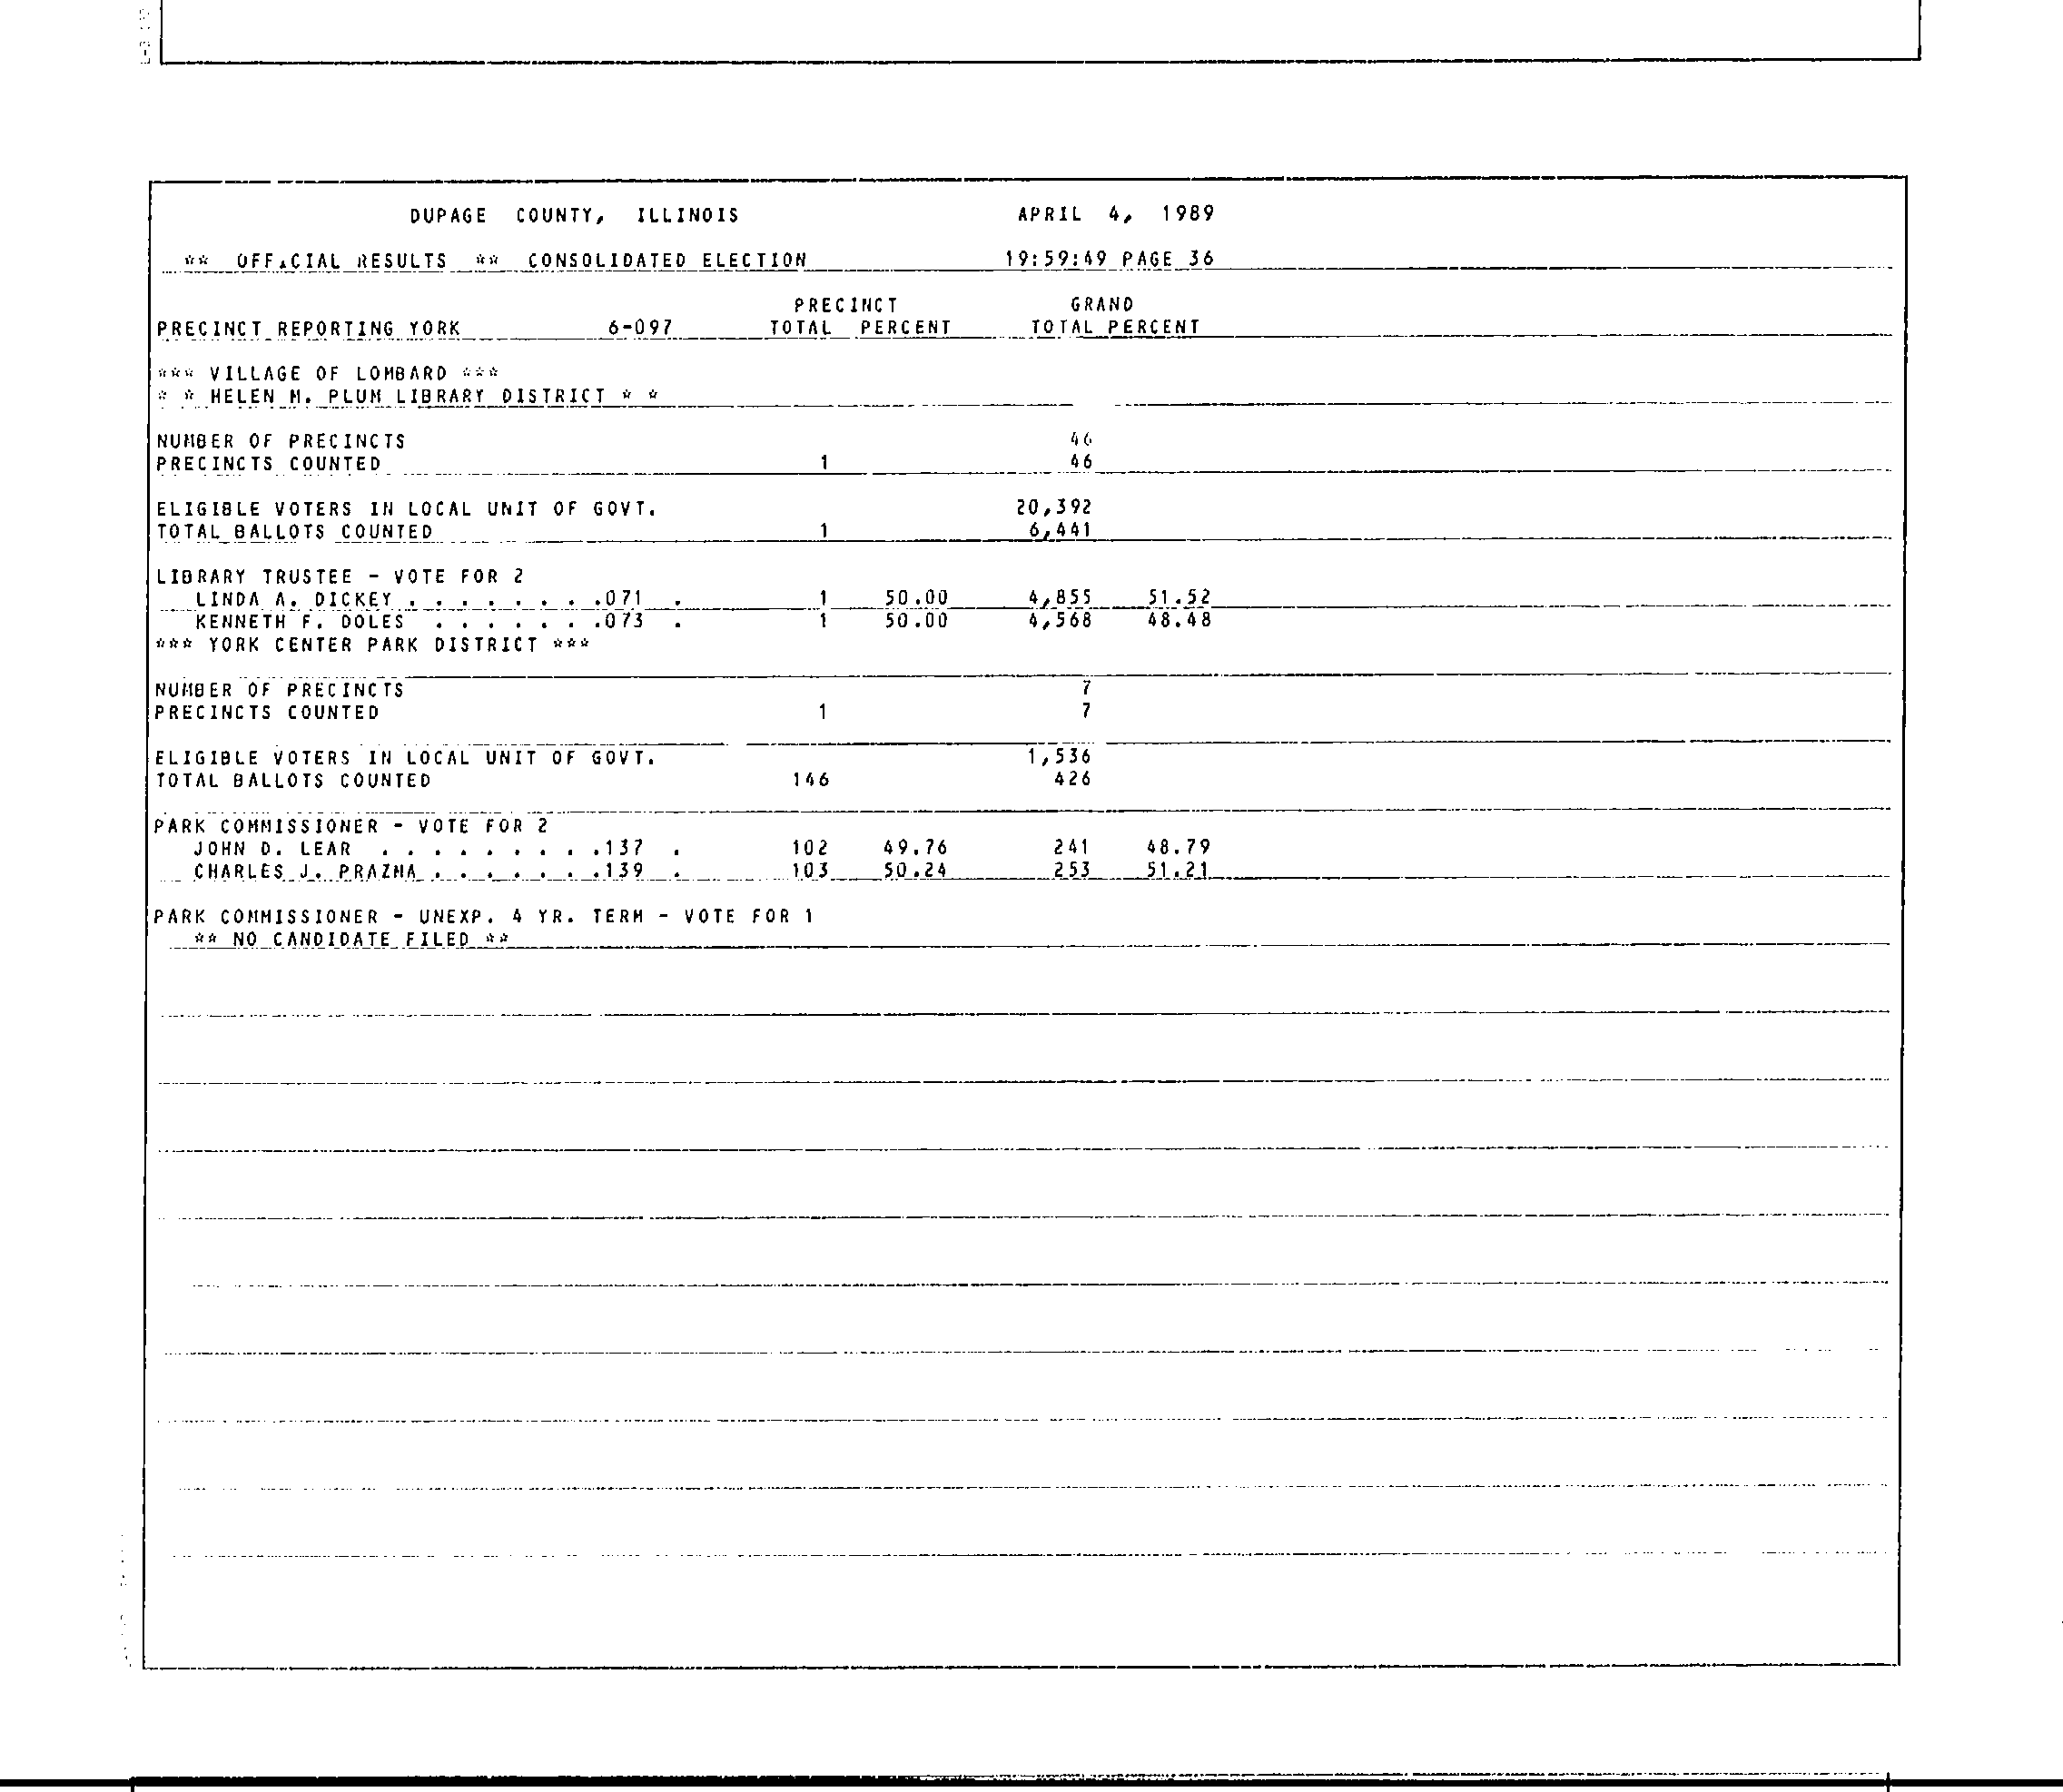 DUPAGE COUNTY, ILLINOIS APRIL 4, 1989
** OFFICIAL RESULTS ** CONSOLIDATED ELECTION 19:59:49 PAGE 36
PRECINCT GRAND
PRECINCT REPORTING YORK 6-097 TOTAL PERCENT TOTAL PERCENT
*** VILLAGE OF LOMBARD ***
* * HELEN M. PLUM LIBRARY DISTRICT * *
NUMBER OF PRECINCTS 46
PRECINCTS COUNTED 1 46
ELIGIBLE VOTERS IN LOCAL UNIT OF GOVT. 20,392
TOTAL BALLOTS COUNTED 1 6,441
LIBRARY TRUSTEE - VOTE FOR 2
LINDA A. DICKEY . . . . . . . .071 . 1 50.00 4,855 51.52
KENNETH F. DOLES . . . . . . .073 . 1 50.00 4,568 48.48
*** YORK CENTER PARK DISTRICT ***
NUMBER OF PRECINCTS 7
PRECINCTS COUNTED 1 7
ELIGIBLE VOTERS IN LOCAL UNIT OF GOVT. 1,536
TOTAL BALLOTS COUNTED 146 426
PARK COMMISSIONER - VOTE FOR 2
JOHN D. LEAR . . . . . . . . .137 . 102 49.76 241 48.79
CHARLES J. PRAZMA . . . . . . .139 . 103 50.24 253 51.21
PARK COMMISSIONER - UNEXP. 4 YR. TERM - VOTE FOR 1
** NO CANDIDATE FILED **